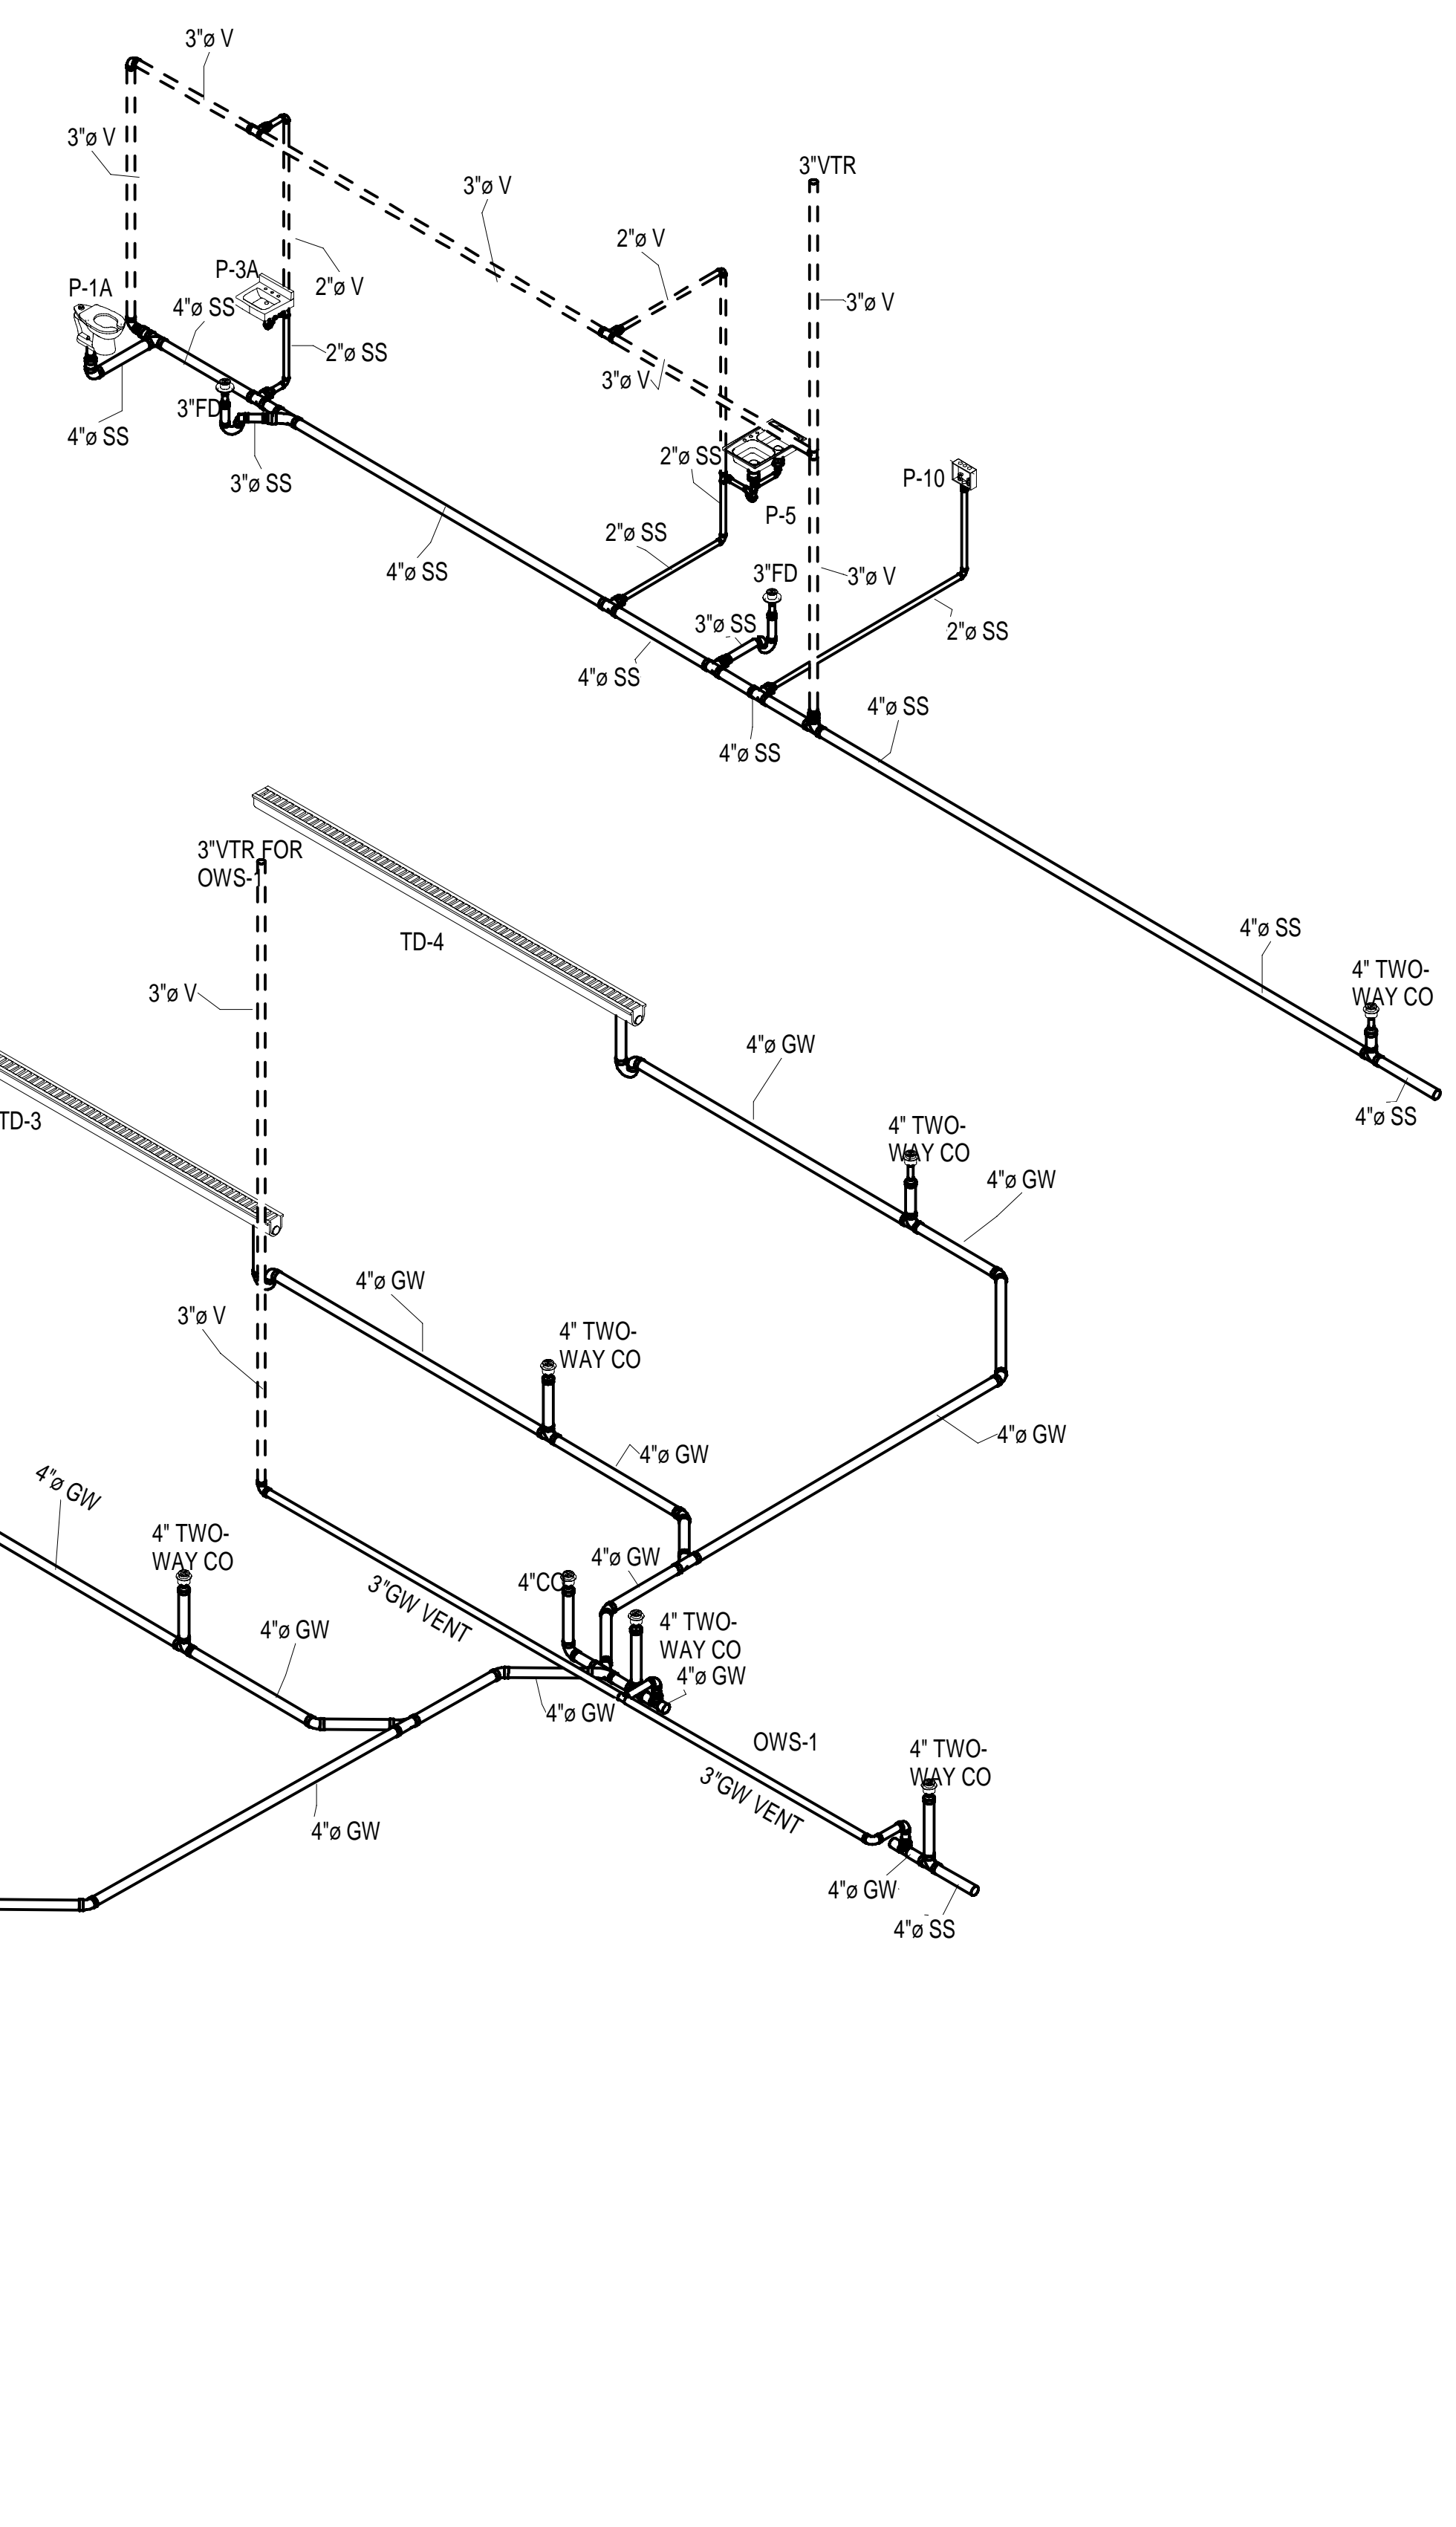 3"ø V
3"ø V
3"VTR
3"ø V
2"ø V
P-3A
2"ø V
P-1A
3"ø V
4"ø SS
2"ø SS
3"ø V
3"FD
4"ø SS
2"ø SS
P-10
3"ø SS
P-5
2"ø SS
4"ø SS
3"FD
3"ø V
3"ø SS
2"ø SS
4"ø SS
4"ø SS
4"ø SS
3"VTR FOR
OWS-1
4"ø SS
TD-4
4" TWO-
WAY CO
3"ø V
4"ø GW
TD-3
4"ø SS
4" TWO-
WAY CO
4"ø GW
4"ø GW
3"ø V
4" TWO-
WAY CO
4"ø GW
4"ø GW
4"ø GW
4" TWO-
WAY CO
4"ø GW
4"CO
3"GW VENT
4"ø GW
4" TWO-
WAY CO
4"ø GW
4"ø GW
OWS-1
4" TWO-
WAY CO
3"GW VENT
4"ø GW
4"ø GW
4"ø SS